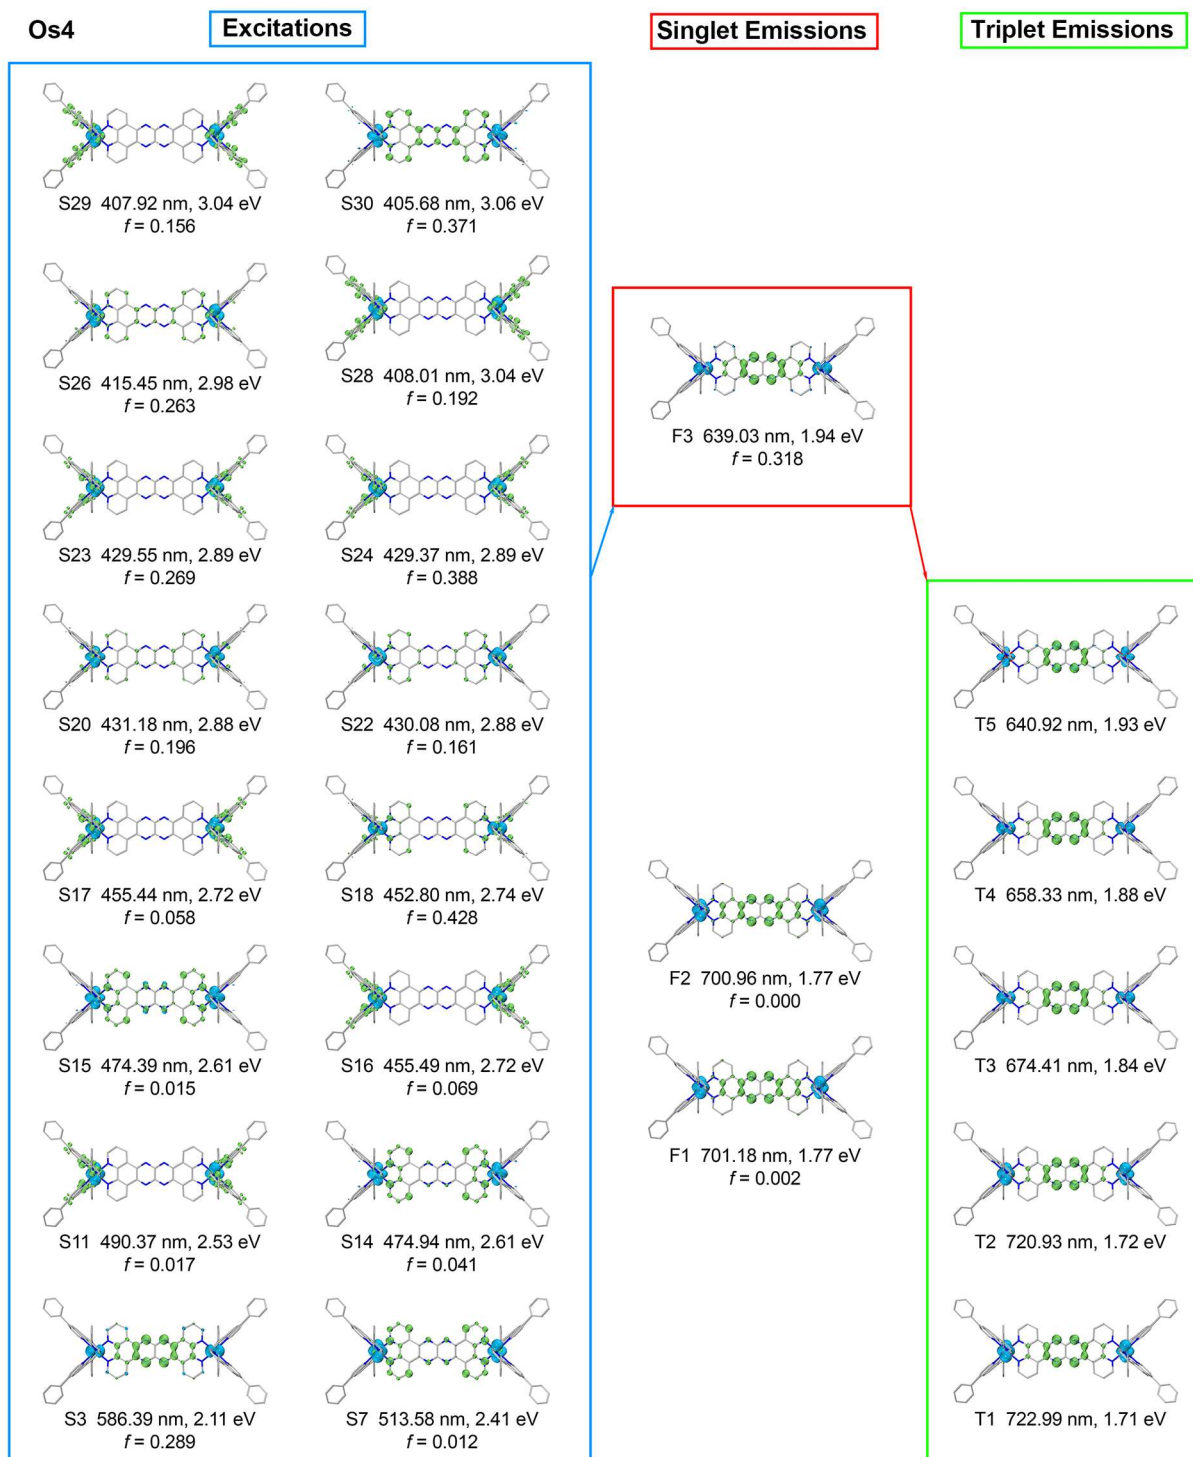 Os4
Excitations
Singlet Emissions
Triplet Emissions
S29 407.92 nm, 3.04 eV
f = 0.156
S30 405.68 nm, 3.06 eV
f = 0.371
S26 415.45 nm, 2.98 eV
f = 0.263
S28 408.01 nm, 3.04 eV
f = 0.192
S23 429.55 nm, 2.89 eV
f = 0.269
S24 429.37 nm, 2.89 eV
f = 0.388
S20 431.18 nm, 2.88 eV
f = 0.196
S22 430.08 nm, 2.88 eV
f = 0.161
S17 455.44 nm, 2.72 eV
f = 0.058
S18 452.80 nm, 2.74 eV
f = 0.428
S15 474.39 nm, 2.61 eV
f = 0.015
S16 455.49 nm, 2.72 eV
f = 0.069
S11 490.37 nm, 2.53 eV
f = 0.017
S14 474.94 nm, 2.61 eV
f = 0.041
S3 586.39 nm, 2.11 eV
f = 0.289
S7 513.58 nm, 2.41 eV
f = 0.012
F3 639.03 nm, 1.94 eV
f = 0.318
F2 700.96 nm, 1.77 eV
f = 0.000
F1 701.18 nm, 1.77 eV
f = 0.002
T5 640.92 nm, 1.93 eV
T4 658.33 nm, 1.88 eV
T3 674.41 nm, 1.84 eV
T2 720.93 nm, 1.72 eV
T1 722.99 nm, 1.71 eV